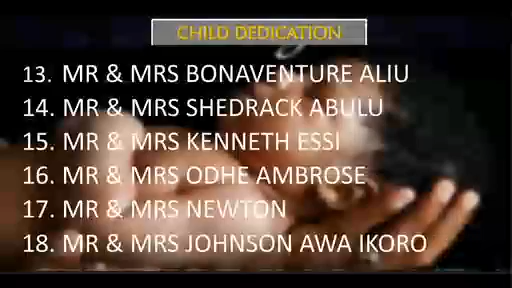 CHILD DEDICATION
13. MR & MRS BONAVENTURE ALIU
14. MR & MRS SHEDRACK ABULU
15. MR & MRS KENNETH ESSI
16. MR & MRS ODHE AMBROSE
17. MR & MRS NEWTON
18. MR & MRS JOHNSON AWA IKORO